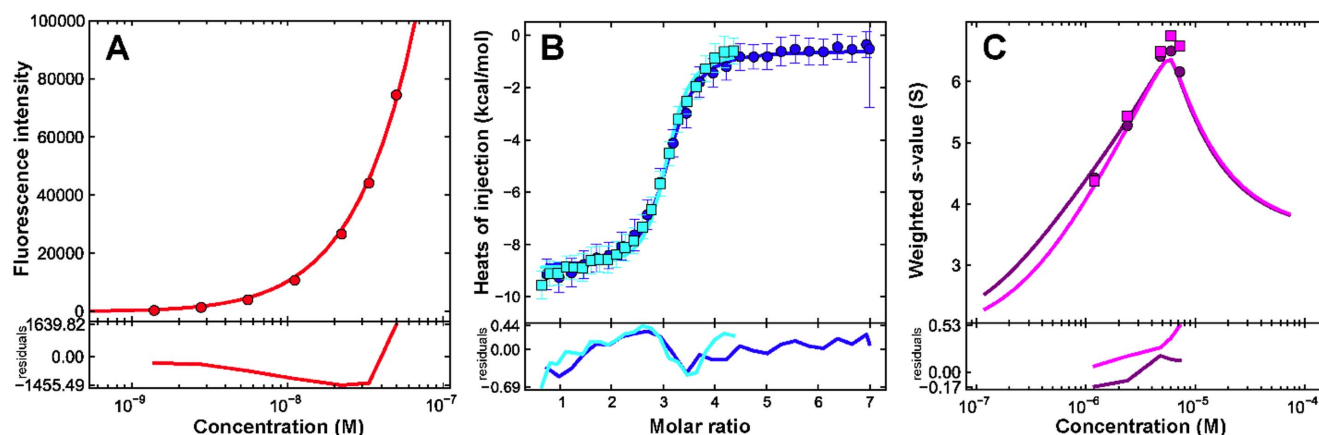 A
Fluorescence intensity
100000
80000
60000
40000
20000
0
1639.82
0.00
−1455.49
residuals
10⁻⁹
10⁻⁸
10⁻⁷
Concentration (M)
B
Heats of injection (kcal/mol)
0
−2
−4
−6
−8
−10
0.44
0.00
−0.69
residuals
1 2 3 4 5 6 7
Molar ratio
C
Weighted s-value (S)
6
5
4
3
0.53
0.00
−0.17
residuals
10⁻⁷
10⁻⁶
10⁻⁵
10⁻⁴
Concentration (M)